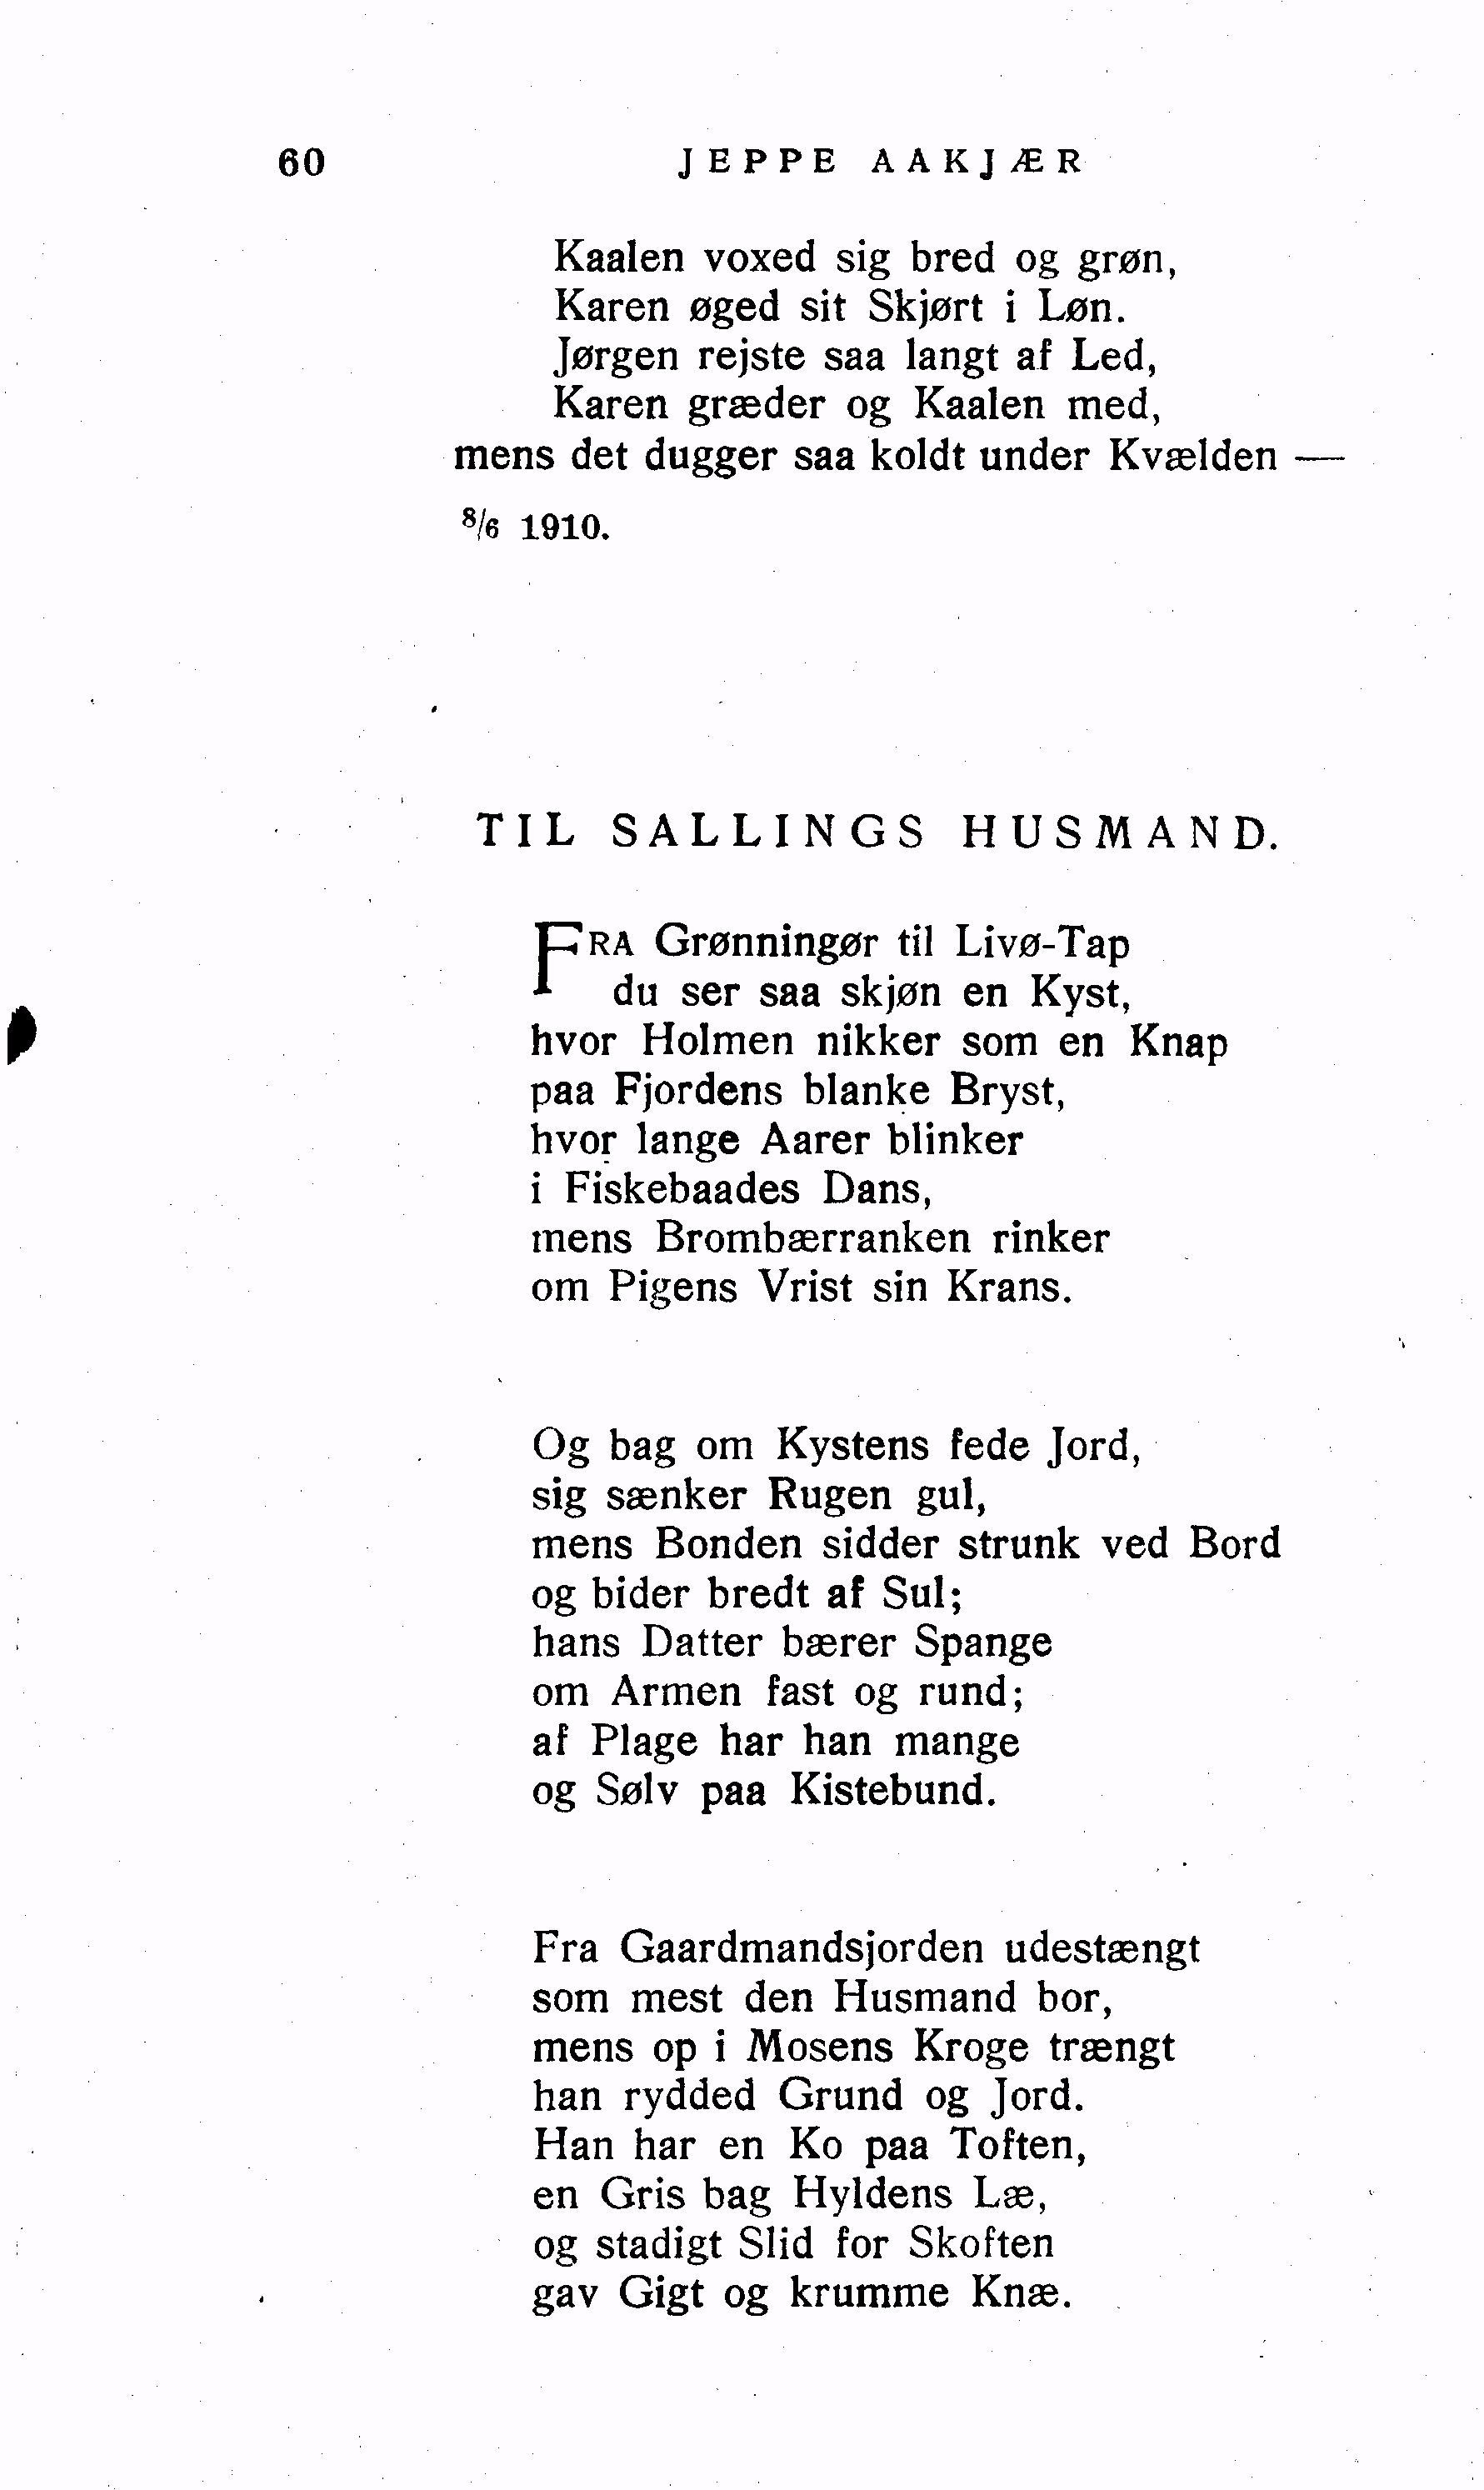 60 JEPPE AAKJÆR
Kaalen voxed sig bred og grøn,
Karen øged sit Skjørt i Løn.
Jørgen rejste saa langt af Led,
Karen græder og Kaalen med,
mens det dugger saa koldt under Kvælden —
8/6 1910.
TIL SALLINGS HUSMAND.
FRA Grønningør til Livø-Tap
du ser saa skjøn en Kyst,
hvor Holmen nikker som en Knap
paa Fjordens blanke Bryst,
hvor lange Aarer blinker
i Fiskebaades Dans,
mens Brombærranken rinker
om Pigens Vrist sin Krans.
Og bag om Kystens fede Jord,
sig sænker Rugen gul,
mens Bonden sidder strunk ved Bord
og bider bredt af Sul;
hans Datter bærer Spange
om Armen fast og rund;
af Plage har han mange
og Sølv paa Kistebund.
Fra Gaardmandsjorden udestængt
som mest den Husmand bor,
mens op i Mosens Kroge trængt
han rydded Grund og Jord.
Han har en Ko paa Toften,
en Gris bag Hyldens Læ,
og stadigt Slid for Skoften
gav Gigt og krumme Knæ.